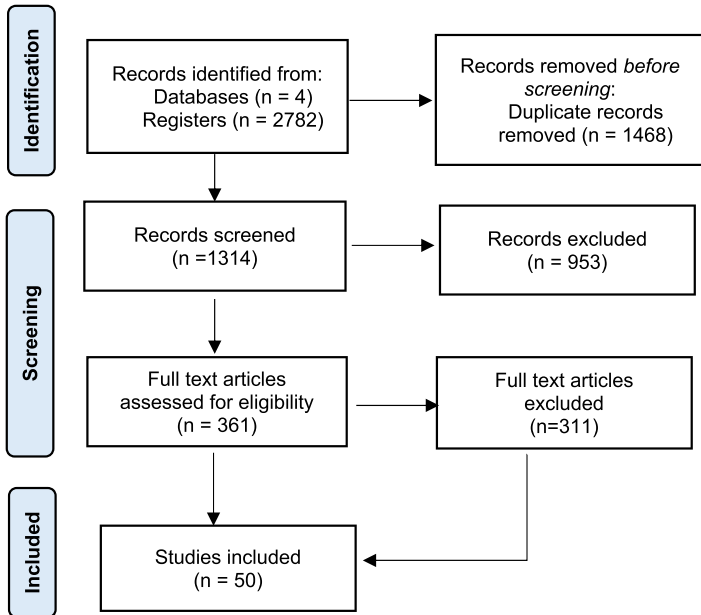 Identification
Records identified from:
Databases (n = 4)
Registers (n = 2782)
Records removed before
screening:
Duplicate records
removed (n = 1468)
Screening
Records screened
(n =1314)
Records excluded
(n = 953)
Full text articles
assessed for eligibility
(n = 361)
Full text articles
excluded
(n=311)
Included
Studies included
(n = 50)